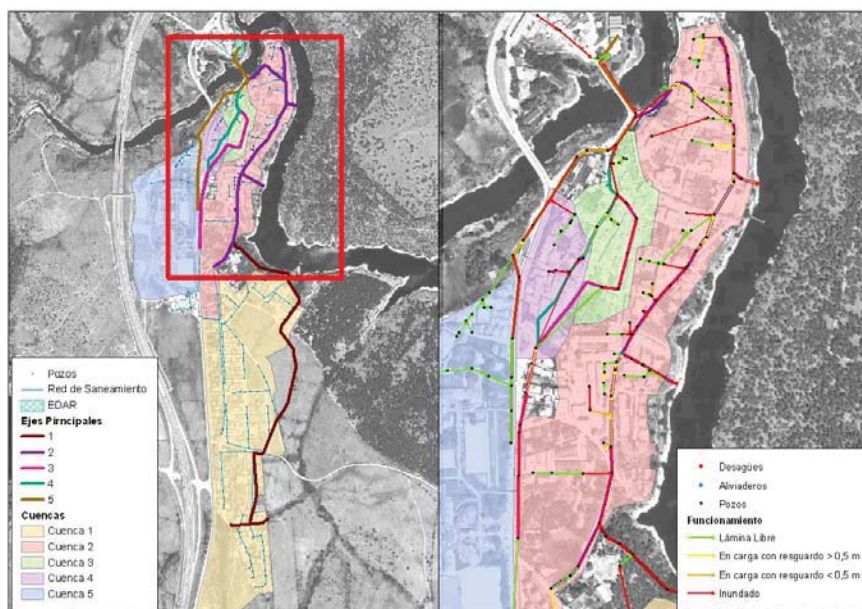 Pozos
Red de Saneamiento
EDAR
Ejes Pirncipales
1
2
3
4
5
Cuencas
Cuenca 1
Cuenca 2
Cuenca 3
Cuenca 4
Cuenca 5
Desagües
Aliviaderos
Pozos
Funcionamiento
Lámina Libre
En carga con resguardo > 0,5 m
En carga con resguardo < 0,5 m
Inundado